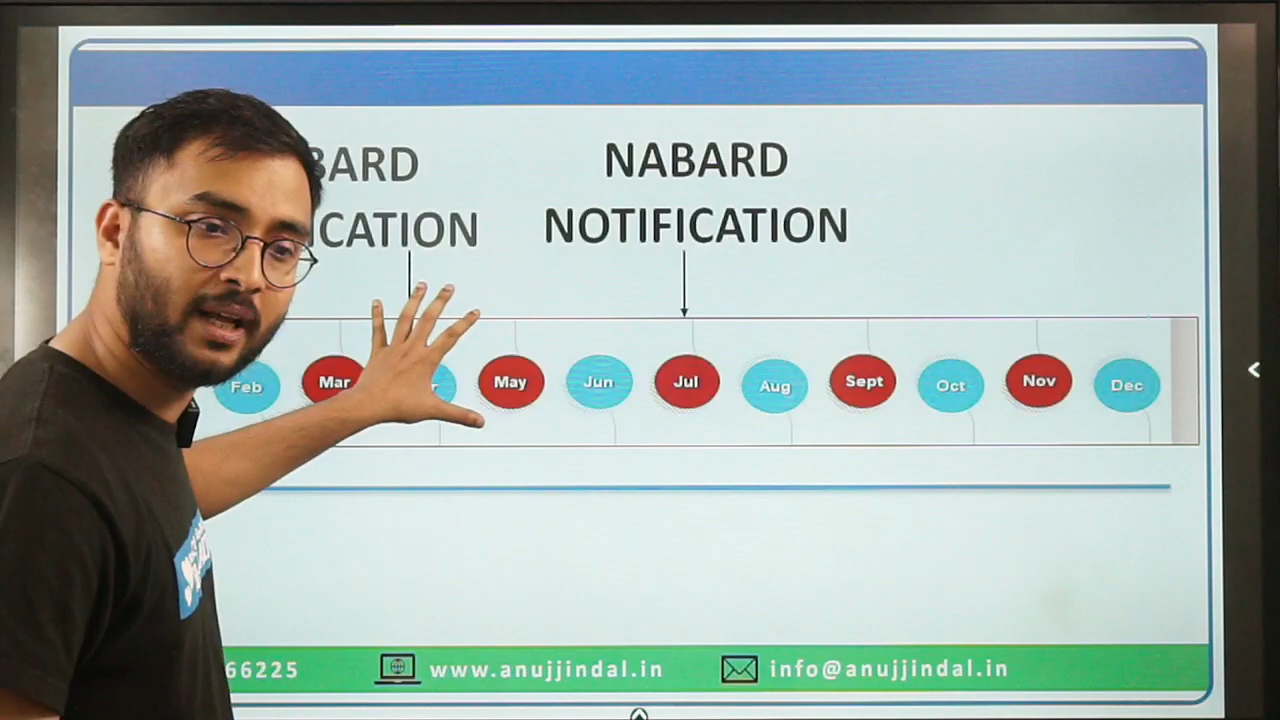 BARD
NABARD
ICATION
NOTIFICATION
Feb
Mar
r
May
Jun
Jul
Aug
Sept
Oct
Nov
Dec
66225
www.anujjindal.in
info@anujjindal.in